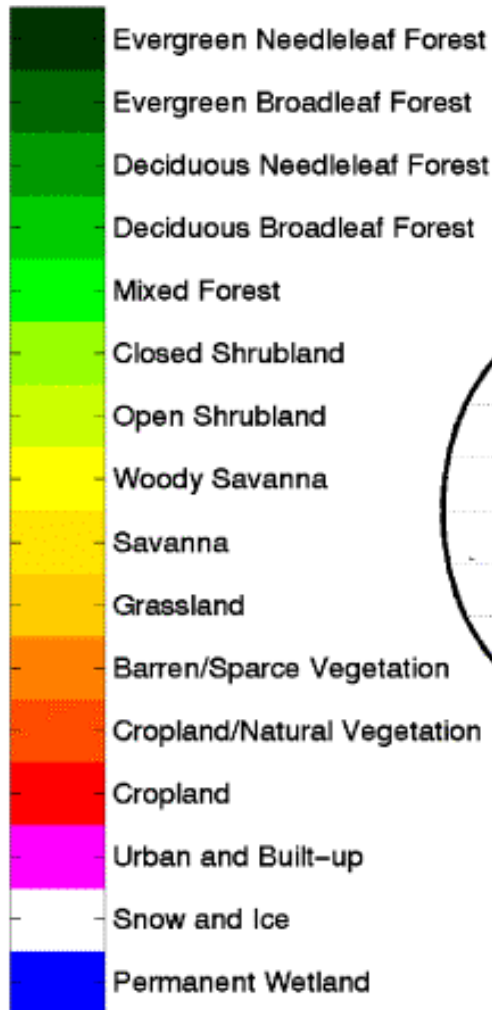 Evergreen Needleleaf Forest
Evergreen Broadleaf Forest
Deciduous Needleleaf Forest
Deciduous Broadleaf Forest
Mixed Forest
Closed Shrubland
Open Shrubland
Woody Savanna
Savanna
Grassland
Barren/Sparce Vegetation
Cropland/Natural Vegetation
Cropland
Urban and Built-up
Snow and Ice
Permanent Wetland